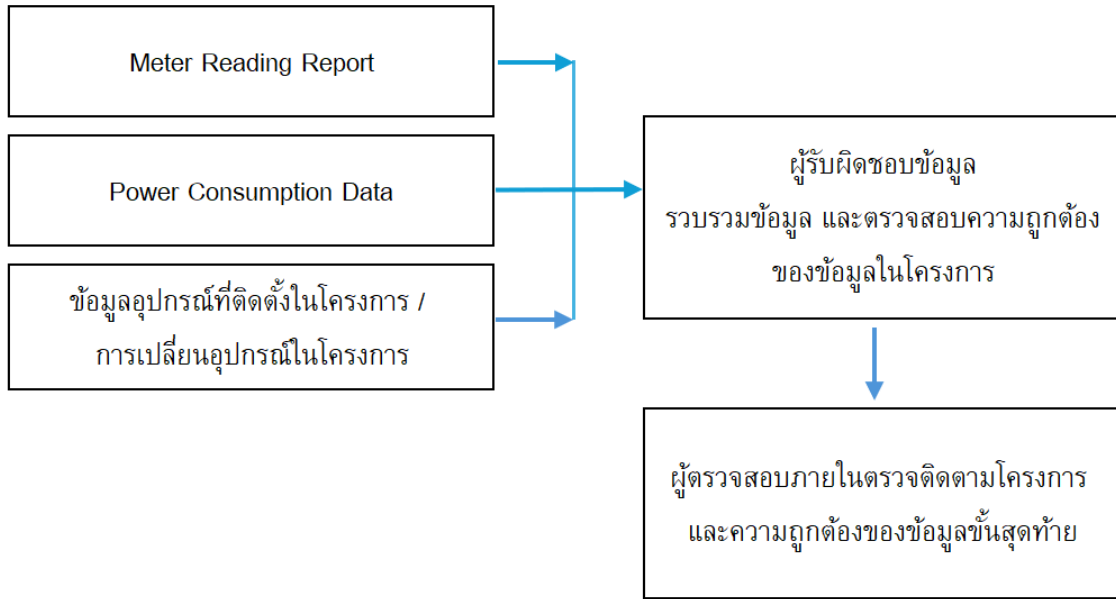 Meter Reading Report
Power Consumption Data
ข้อมูลอุปกรณ์ที่ติดตั้งในโครงการ /
การเปลี่ยนอุปกรณ์ในโครงการ
ผู้รับผิดชอบข้อมูล
รวบรวมข้อมูล และตรวจสอบความถูกต้อง
ของข้อมูลในโครงการ
ผู้ตรวจสอบภายในตรวจติดตามโครงการ
และความถูกต้องของข้อมูลขั้นสุดท้าย